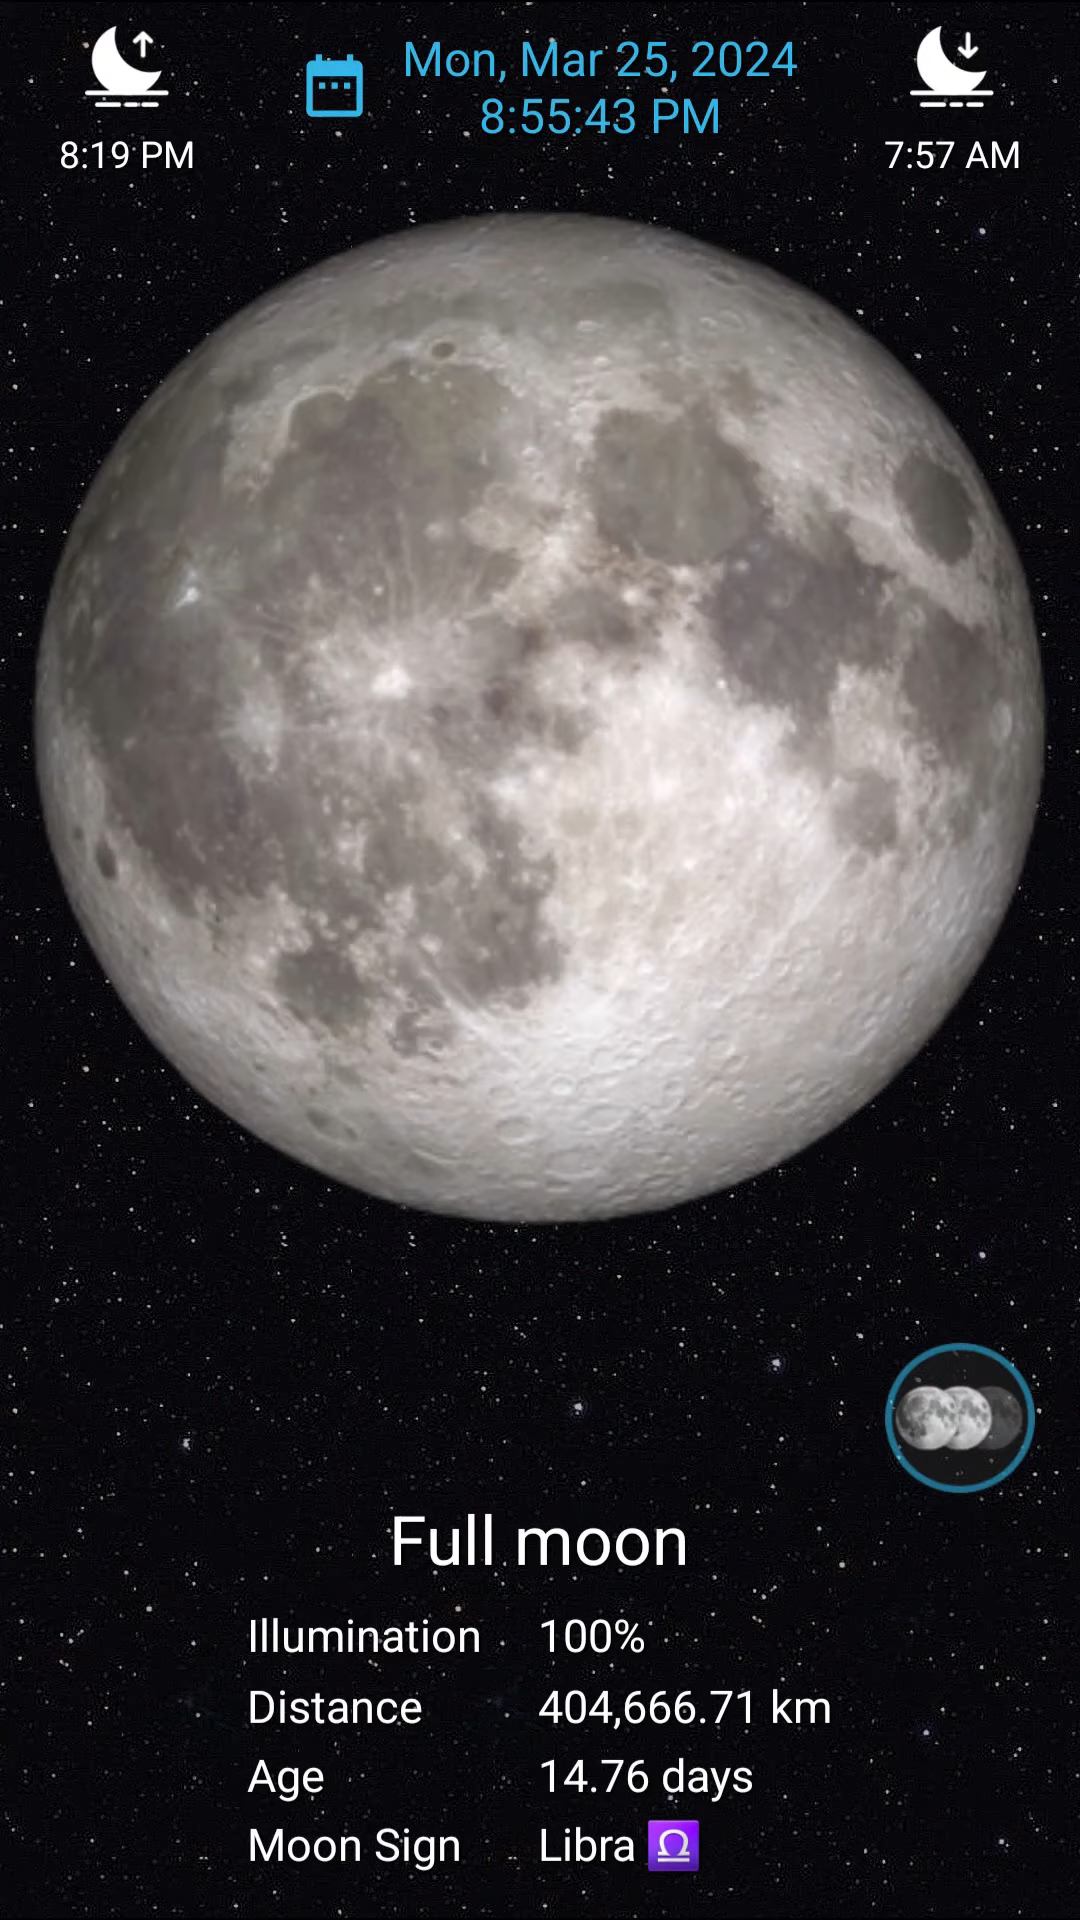 Mon, Mar 25, 2024
8:55:43 PM
8:19 PM
7:57 AM
Full moon
Illumination 100%
Distance 404,666.71 km
Age 14.76 days
Moon Sign Libra ♎